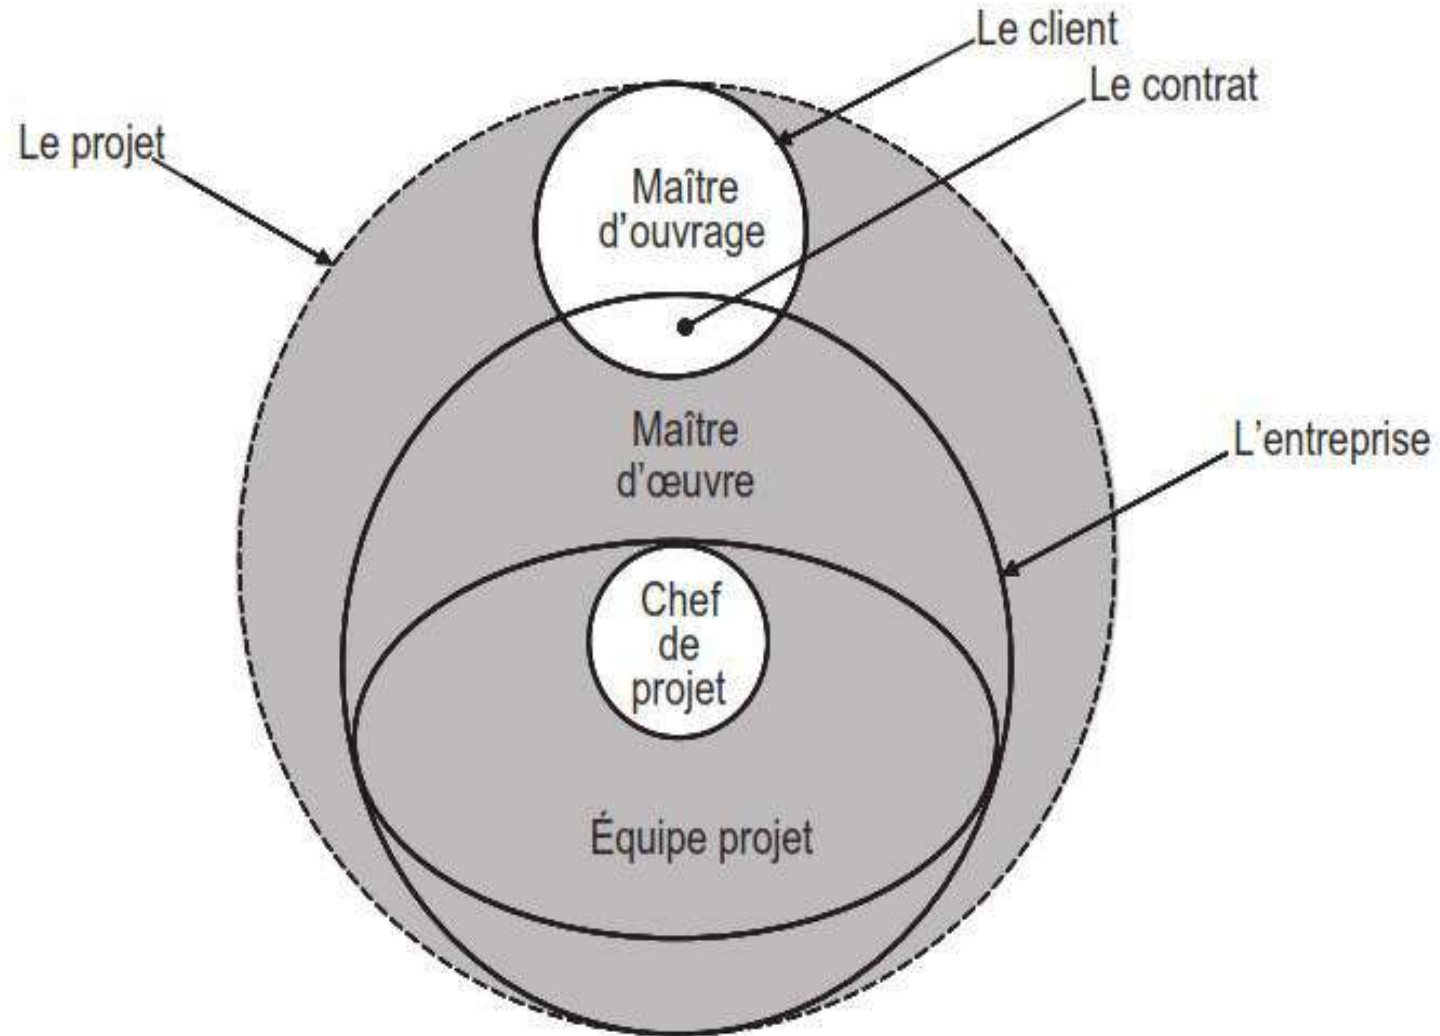 Le client
Le contrat
Le projet
Maître
d'ouvrage
Maître
d'œuvre
L'entreprise
Chef
de
projet
Équipe projet